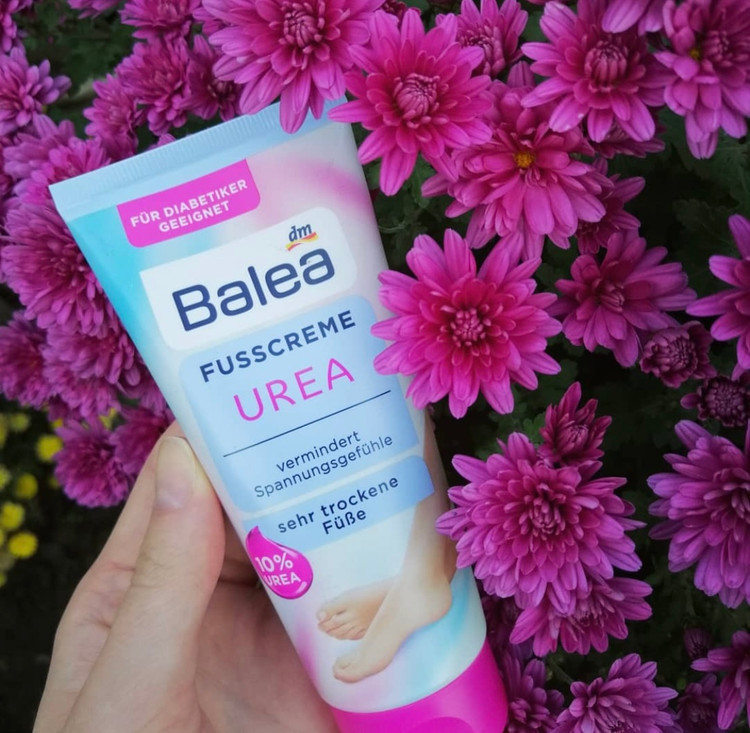 FÜR DIABETIKER
GEEIGNET
dm
Balea
FUSSCREME
UREA
vermindert
Spannungsgefühle
sehr trockene
Füße
10%
UREA